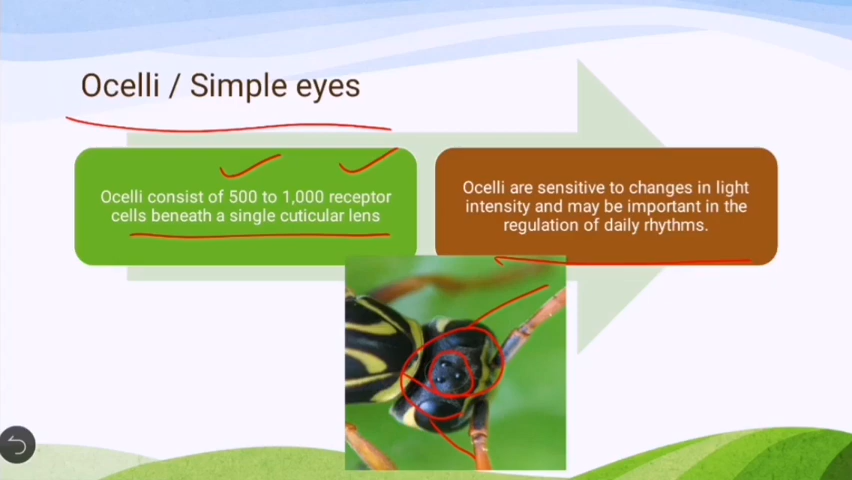 Ocelli / Simple eyes
Ocelli consist of 500 to 1,000 receptor
cells beneath a single cuticular lens
Ocelli are sensitive to changes in light
intensity and may be important in the
regulation of daily rhythms.